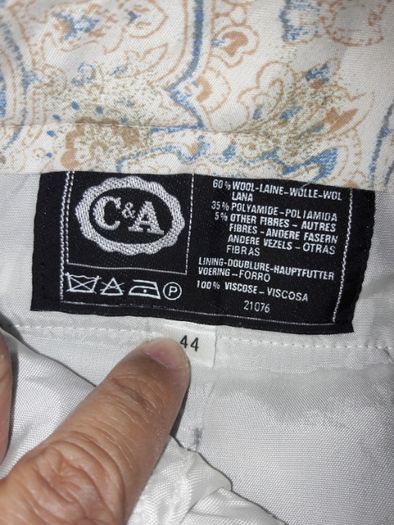 C&A
60% WOOL-LAINE-WOLLE-WOL
LANA
35% POLYAMIDE-POLIAMIDA
5% OTHER FIBRES - AUTRES
FIBRES - ANDERE FASERN
ANDERE VEZELS - OTRAS
FIBRAS
LINING-DOUBLURE-HAUPTFUTTER
VOERING-FORRO
100% VISCOSE-VISCOSA
21076
P
44